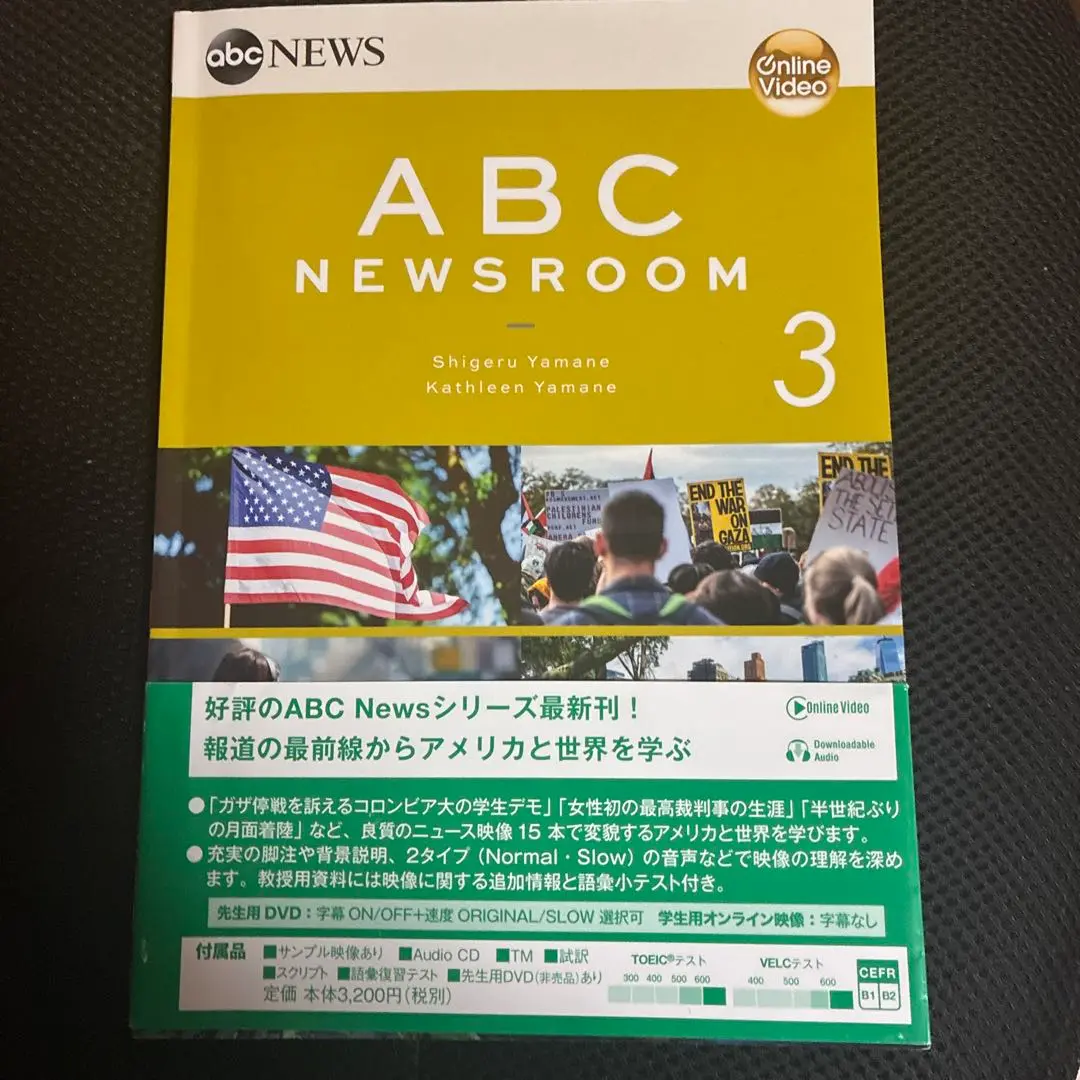 abc NEWS
Online
Video
ABC
NEWSROOM
Shigeru Yamane
Kathleen Yamane
3
PALESTINIAN
CHILDRENS
END THE
WAR
ON
GAZA
END THE
STATE
好評のABC Newsシリーズ最新刊！
報道の最前線からアメリカと世界を学ぶ
Online Video
Downloadable
Audio
●「ガザ停戦を訴えるコロンビア大の学生デモ」「女性初の最高裁判事の生涯」「半世紀ぶり
の月面着陸」など、良質のニュース映像15本で変貌するアメリカと世界を学びます。
●充実の脚注や背景説明、2タイプ（Normal・Slow）の音声などで映像の理解を深め
ます。教授用資料には映像に関する追加情報と語彙小テスト付き。
先生用DVD：字幕 ON/OFF+速度 ORIGINAL/SLOW 選択可 学生用オンライン映像：字幕なし
付属品 ■サンプル映像あり ■Audio CD ■TM ■試訳
■スクリプト ■語彙復習テスト ■先生用DVD(非売品)あり
定価 本体3,200円(税別)
TOEIC®テスト
300 400 500 600
VELCテスト
400 500 600
CEFR
B1 B2